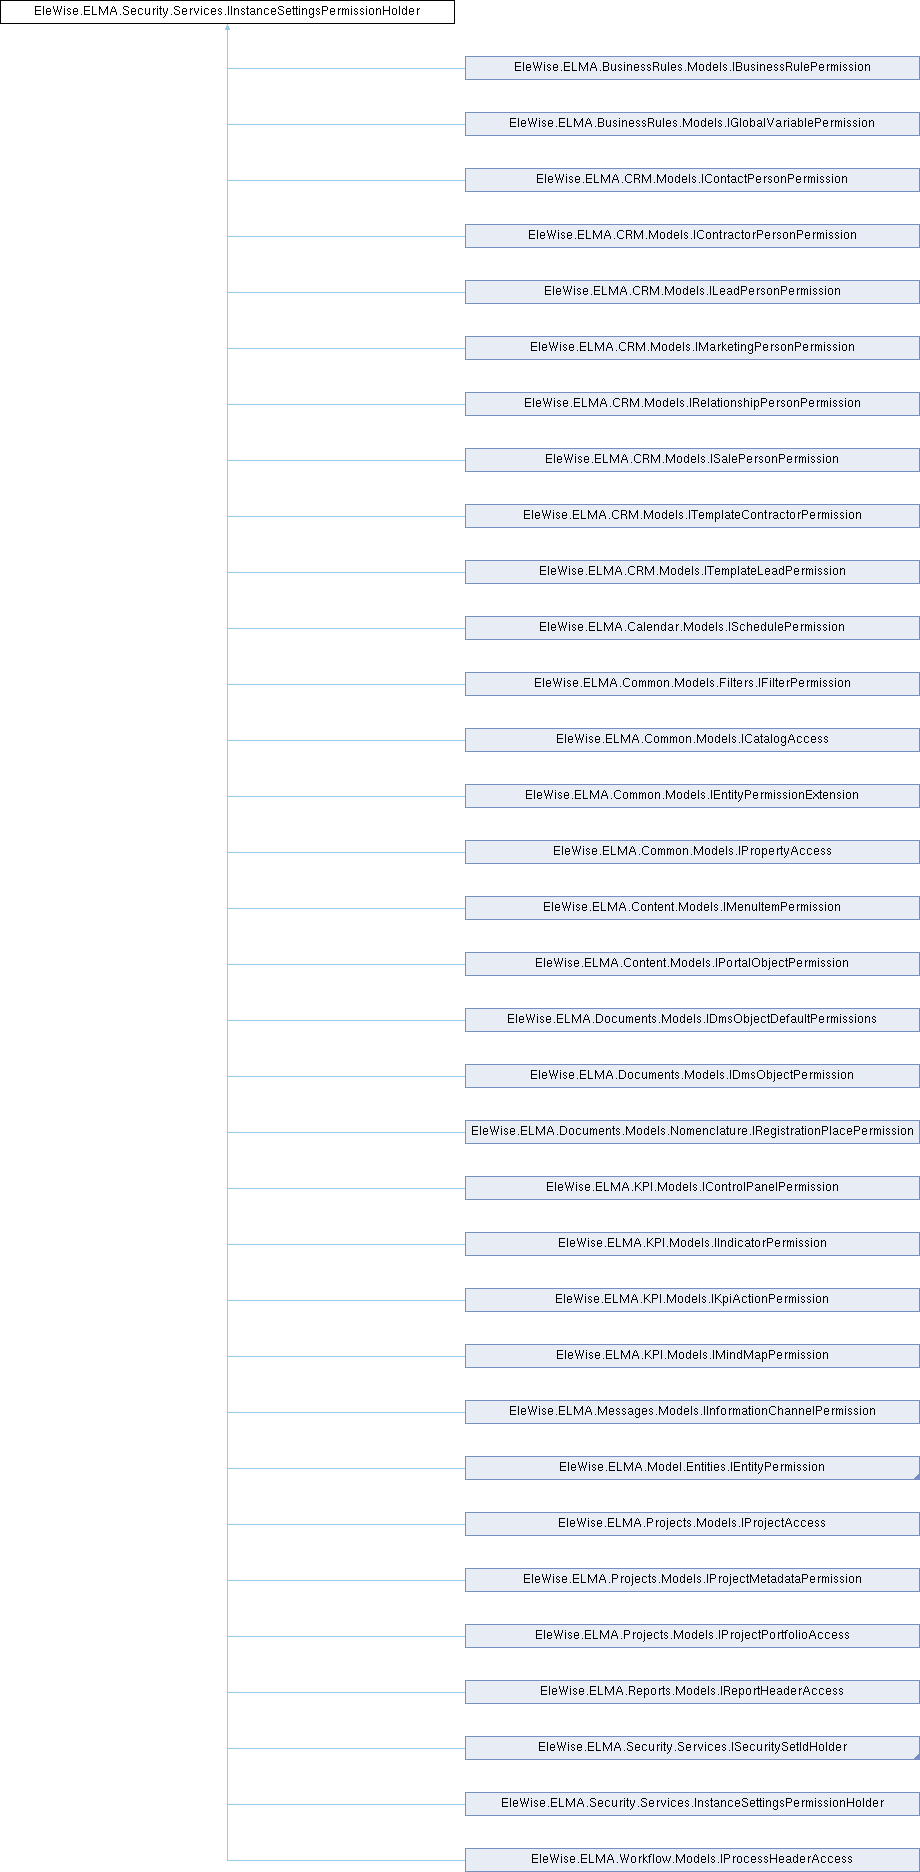 EleWise.ELMA.Security.Services.IInstanceSettingsPermissionHolder
EleWise.ELMA.BusinessRules.Models.IBusinessRulePermission
EleWise.ELMA.BusinessRules.Models.IGlobalVariablePermission
EleWise.ELMA.CRM.Models.IContactPersonPermission
EleWise.ELMA.CRM.Models.IContractorPersonPermission
EleWise.ELMA.CRM.Models.ILeadPersonPermission
EleWise.ELMA.CRM.Models.IMarketingPersonPermission
EleWise.ELMA.CRM.Models.IRelationshipPersonPermission
EleWise.ELMA.CRM.Models.ISalePersonPermission
EleWise.ELMA.CRM.Models.ITemplateContractorPermission
EleWise.ELMA.CRM.Models.ITemplateLeadPermission
EleWise.ELMA.Calendar.Models.ISchedulePermission
EleWise.ELMA.Common.Models.Filters.IFilterPermission
EleWise.ELMA.Common.Models.ICatalogAccess
EleWise.ELMA.Common.Models.IEntityPermissionExtension
EleWise.ELMA.Common.Models.IPropertyAccess
EleWise.ELMA.Content.Models.IMenuItemPermission
EleWise.ELMA.Content.Models.IPortalObjectPermission
EleWise.ELMA.Documents.Models.IDmsObjectDefaultPermissions
EleWise.ELMA.Documents.Models.IDmsObjectPermission
EleWise.ELMA.Documents.Models.Nomenclature.IRegistrationPlacePermission
EleWise.ELMA.KPI.Models.IControlPanelPermission
EleWise.ELMA.KPI.Models.IIndicatorPermission
EleWise.ELMA.KPI.Models.IKpiActionPermission
EleWise.ELMA.KPI.Models.IMindMapPermission
EleWise.ELMA.Messages.Models.IInformationChannelPermission
EleWise.ELMA.Model.Entities.IEntityPermission
EleWise.ELMA.Projects.Models.IProjectAccess
EleWise.ELMA.Projects.Models.IProjectMetadataPermission
EleWise.ELMA.Projects.Models.IProjectPortfolioAccess
EleWise.ELMA.Reports.Models.IReportHeaderAccess
EleWise.ELMA.Security.Services.ISecuritySetIdHolder
EleWise.ELMA.Security.Services.InstanceSettingsPermissionHolder
EleWise.ELMA.Workflow.Models.IProcessHeaderAccess